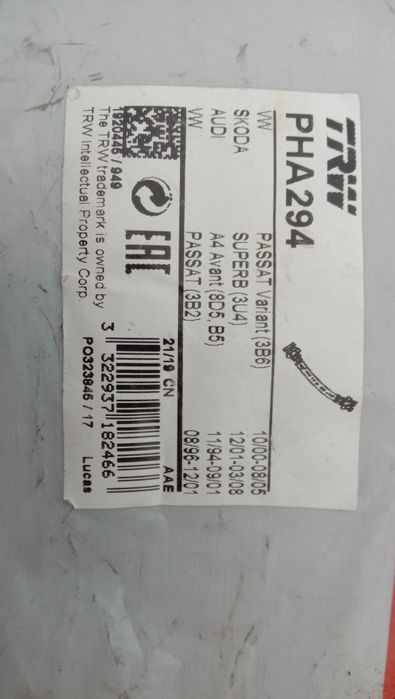 TRW
PHA294
VW PASSAT Variant (3B6) 10/00-08/05
SKODA SUPERB (3U4) 12/01-03/08
AUDI A4 Avant (8D5, B5) 11/94-09/01
VW PASSAT (3B2) 08/96-12/01
21/19 CN AAE
EAC
3 322937 182466
1920446 / 949
The TRW trademark is owned by
TRW Intellectual Property Corp.
PO323845 / 17 Lucas